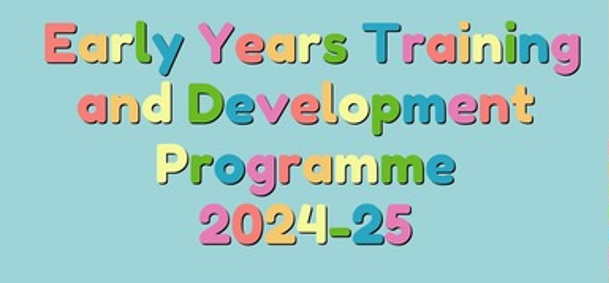 Early Years Training
and Development
Programme
2024-25